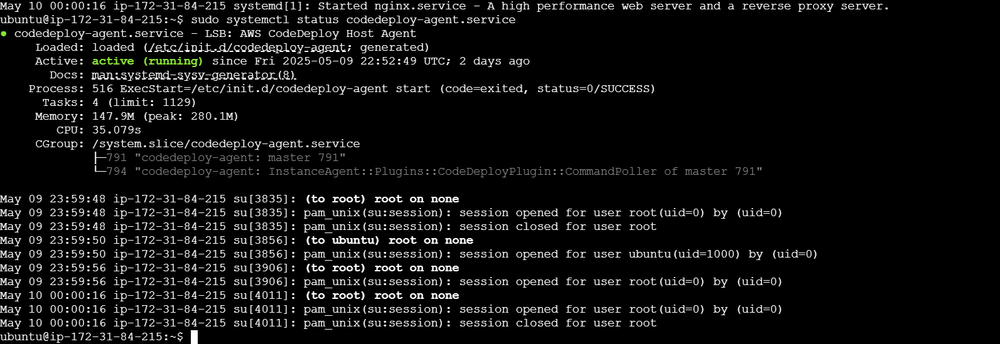 May 10 00:00:16 ip-172-31-84-215 systemd[1]: Started nginx.service - A high performance web server and a reverse proxy server.
ubuntu@ip-172-31-84-215:~$ sudo systemctl status codedeploy-agent.service
● codedeploy-agent.service - LSB: AWS CodeDeploy Host Agent
     Loaded: loaded (/etc/init.d/codedeploy-agent; generated)
     Active: active (running) since Fri 2025-05-09 22:52:49 UTC; 2 days ago
       Docs: man:systemd-sysv-generator(8)
    Process: 516 ExecStart=/etc/init.d/codedeploy-agent start (code=exited, status=0/SUCCESS)
      Tasks: 4 (limit: 1129)
     Memory: 147.9M (peak: 280.1M)
        CPU: 35.079s
     CGroup: /system.slice/codedeploy-agent.service
             ├─791 "codedeploy-agent: master 791"
             └─794 "codedeploy-agent: InstanceAgent::Plugins::CodeDeployPlugin::CommandPoller of master 791"
May 09 23:59:48 ip-172-31-84-215 su[3835]: (to root) root on none
May 09 23:59:48 ip-172-31-84-215 su[3835]: pam_unix(su:session): session opened for user root(uid=0) by (uid=0)
May 09 23:59:48 ip-172-31-84-215 su[3835]: pam_unix(su:session): session closed for user root
May 09 23:59:50 ip-172-31-84-215 su[3856]: (to ubuntu) root on none
May 09 23:59:50 ip-172-31-84-215 su[3856]: pam_unix(su:session): session opened for user ubuntu(uid=1000) by (uid=0)
May 09 23:59:56 ip-172-31-84-215 su[3906]: (to root) root on none
May 09 23:59:56 ip-172-31-84-215 su[3906]: pam_unix(su:session): session opened for user root(uid=0) by (uid=0)
May 10 00:00:16 ip-172-31-84-215 su[4011]: (to root) root on none
May 10 00:00:16 ip-172-31-84-215 su[4011]: pam_unix(su:session): session opened for user root(uid=0) by (uid=0)
May 10 00:00:16 ip-172-31-84-215 su[4011]: pam_unix(su:session): session closed for user root
ubuntu@ip-172-31-84-215:~$